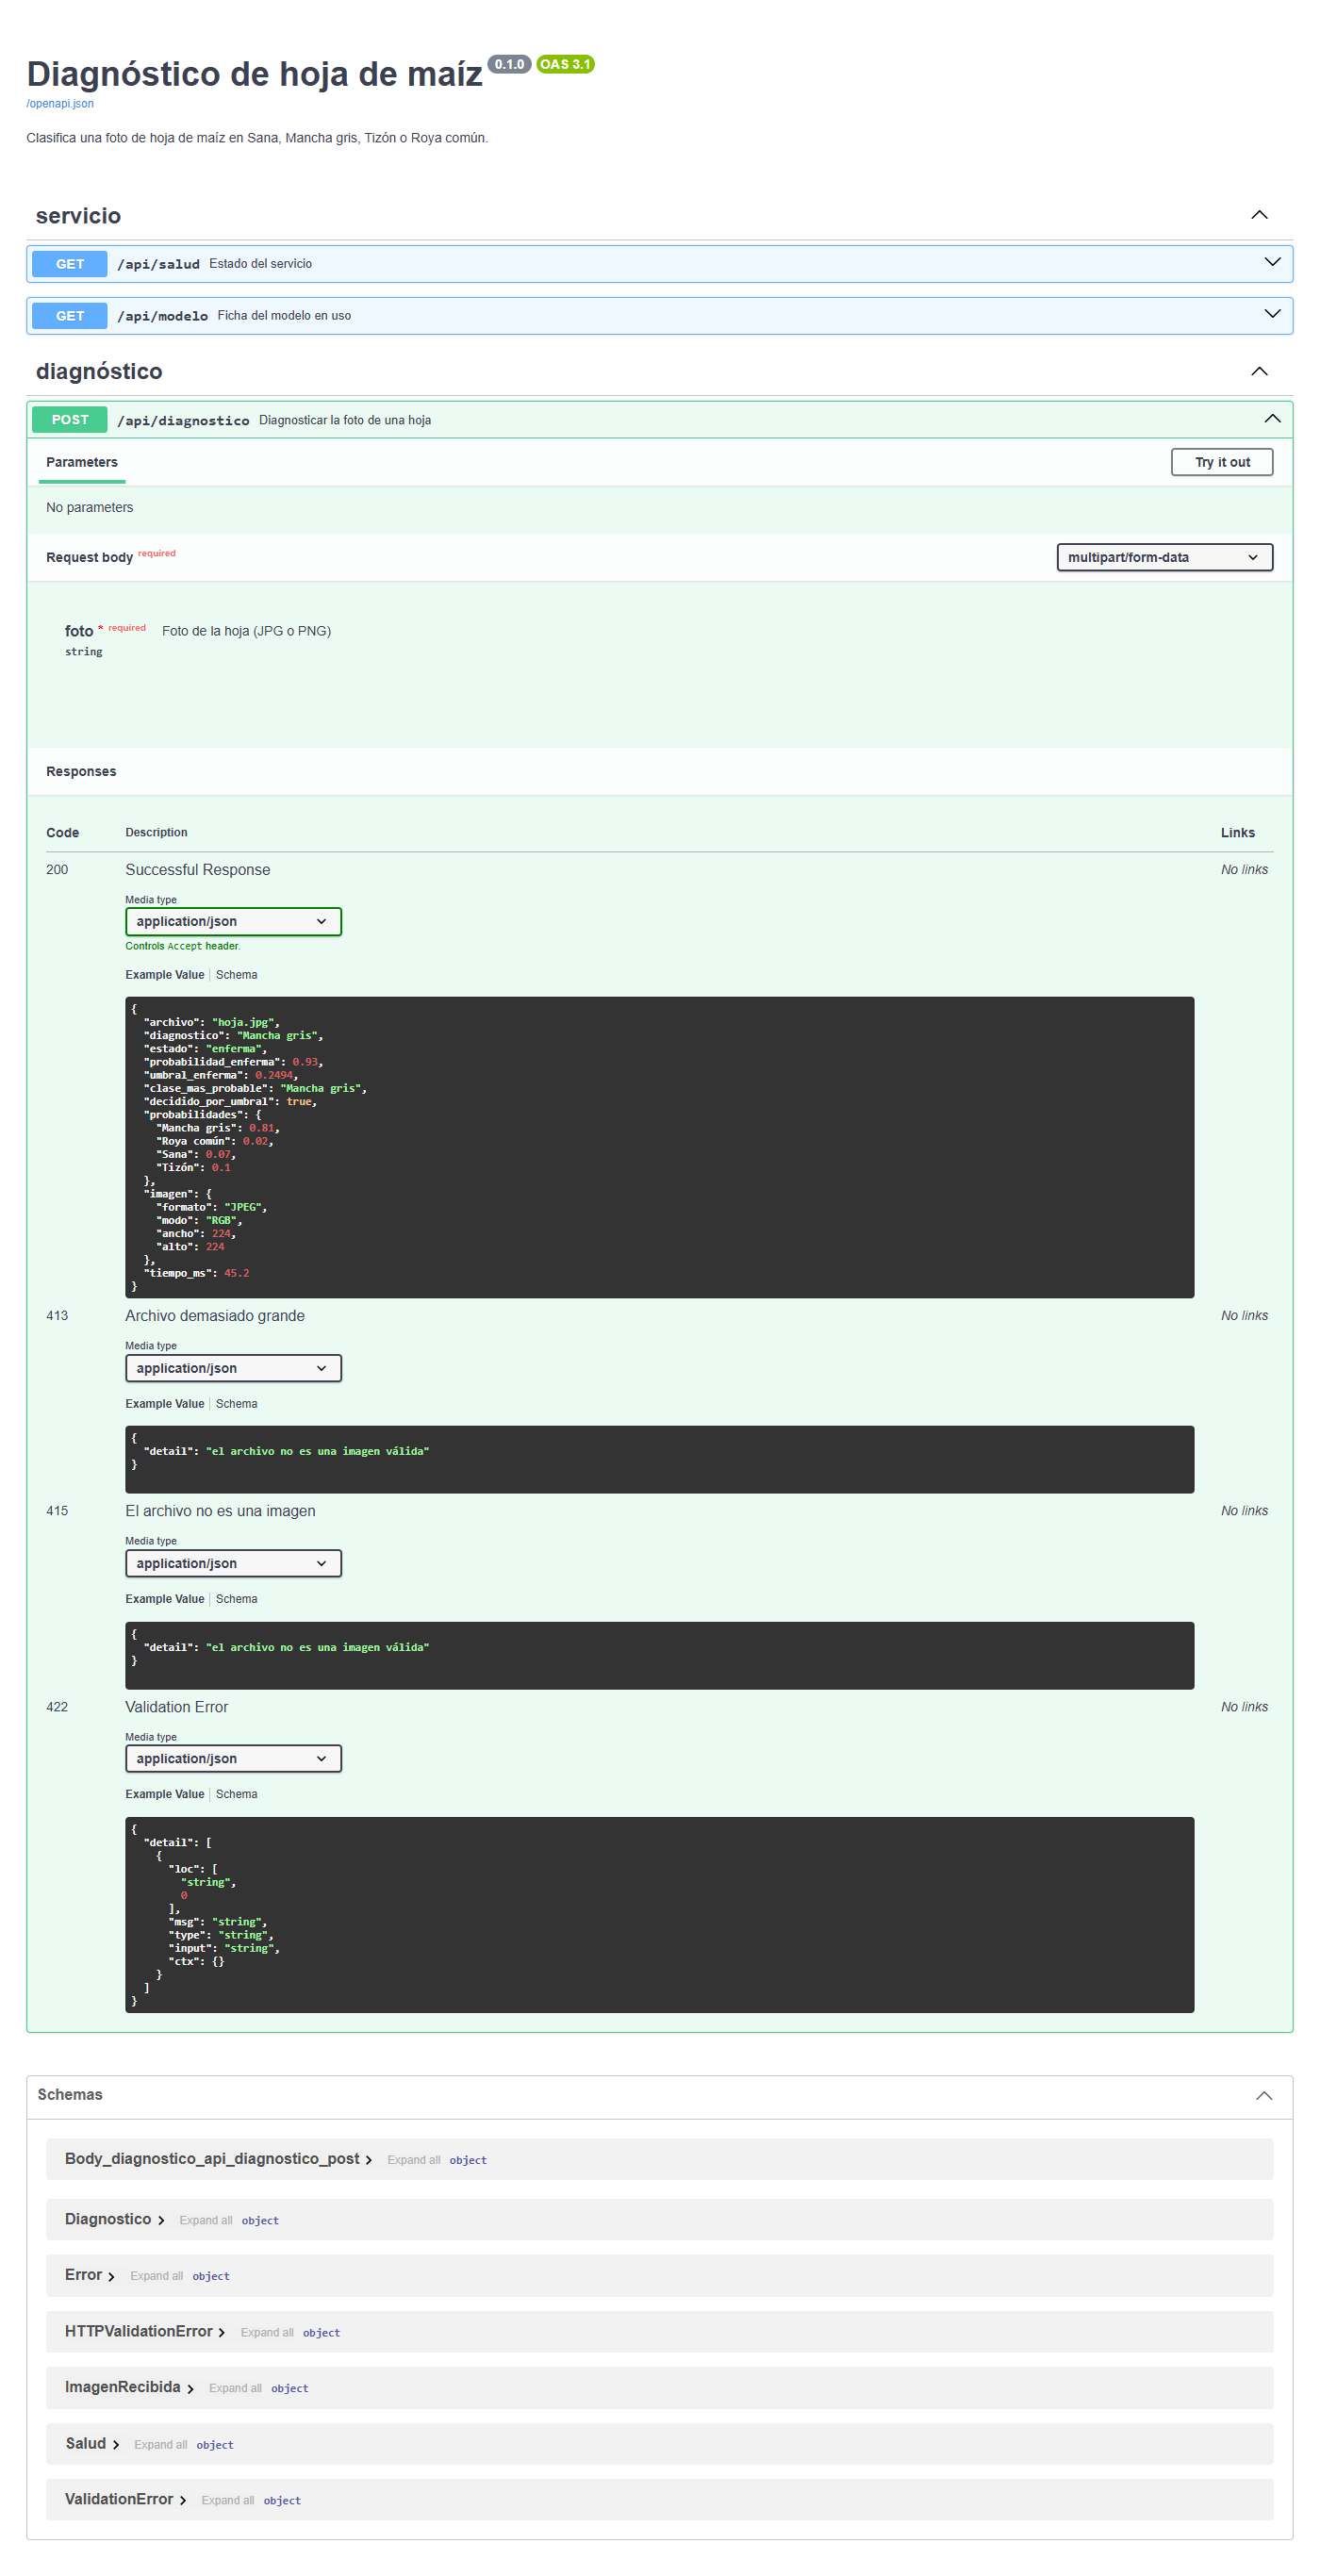 Diagnóstico de hoja de maíz 0.1.0 OAS 3.1
/openapi.json
Clasifica una foto de hoja de maíz en Sana, Mancha gris, Tizón o Roya común.
servicio
GET /api/salud Estado del servicio
GET /api/modelo Ficha del modelo en uso
diagnóstico
POST /api/diagnostico Diagnosticar la foto de una hoja
Parameters Try it out
No parameters
Request body required multipart/form-data
foto * required Foto de la hoja (JPG o PNG)
string
Responses
Code Description Links
200 Successful Response No links
Media type
application/json
Controls Accept header.
Example Value Schema
{
"archivo": "hoja.jpg",
"diagnostico": "Mancha gris",
"estado": "enferma",
"probabilidad_enferma": 0.93,
"umbral_enferma": 0.2494,
"clase_mas_probable": "Mancha gris",
"decidido_por_umbral": true,
"probabilidades": {
"Mancha gris": 0.81,
"Roya común": 0.02,
"Sana": 0.07,
"Tizón": 0.1
},
"imagen": {
"formato": "JPEG",
"modo": "RGB",
"ancho": 224,
"alto": 224
},
"tiempo_ms": 45.2
}
413 Archivo demasiado grande No links
Media type
application/json
Example Value Schema
{
"detail": "el archivo no es una imagen válida"
}
415 El archivo no es una imagen No links
Media type
application/json
Example Value Schema
{
"detail": "el archivo no es una imagen válida"
}
422 Validation Error No links
Media type
application/json
Example Value Schema
{
"detail": [
{
"loc": [
"string",
0
],
"msg": "string",
"type": "string",
"input": "string",
"ctx": {}
}
]
}
Schemas
Body_diagnostico_api_diagnostico_post Expand all object
Diagnostico Expand all object
Error Expand all object
HTTPValidationError Expand all object
ImagenRecibida Expand all object
Salud Expand all object
ValidationError Expand all object